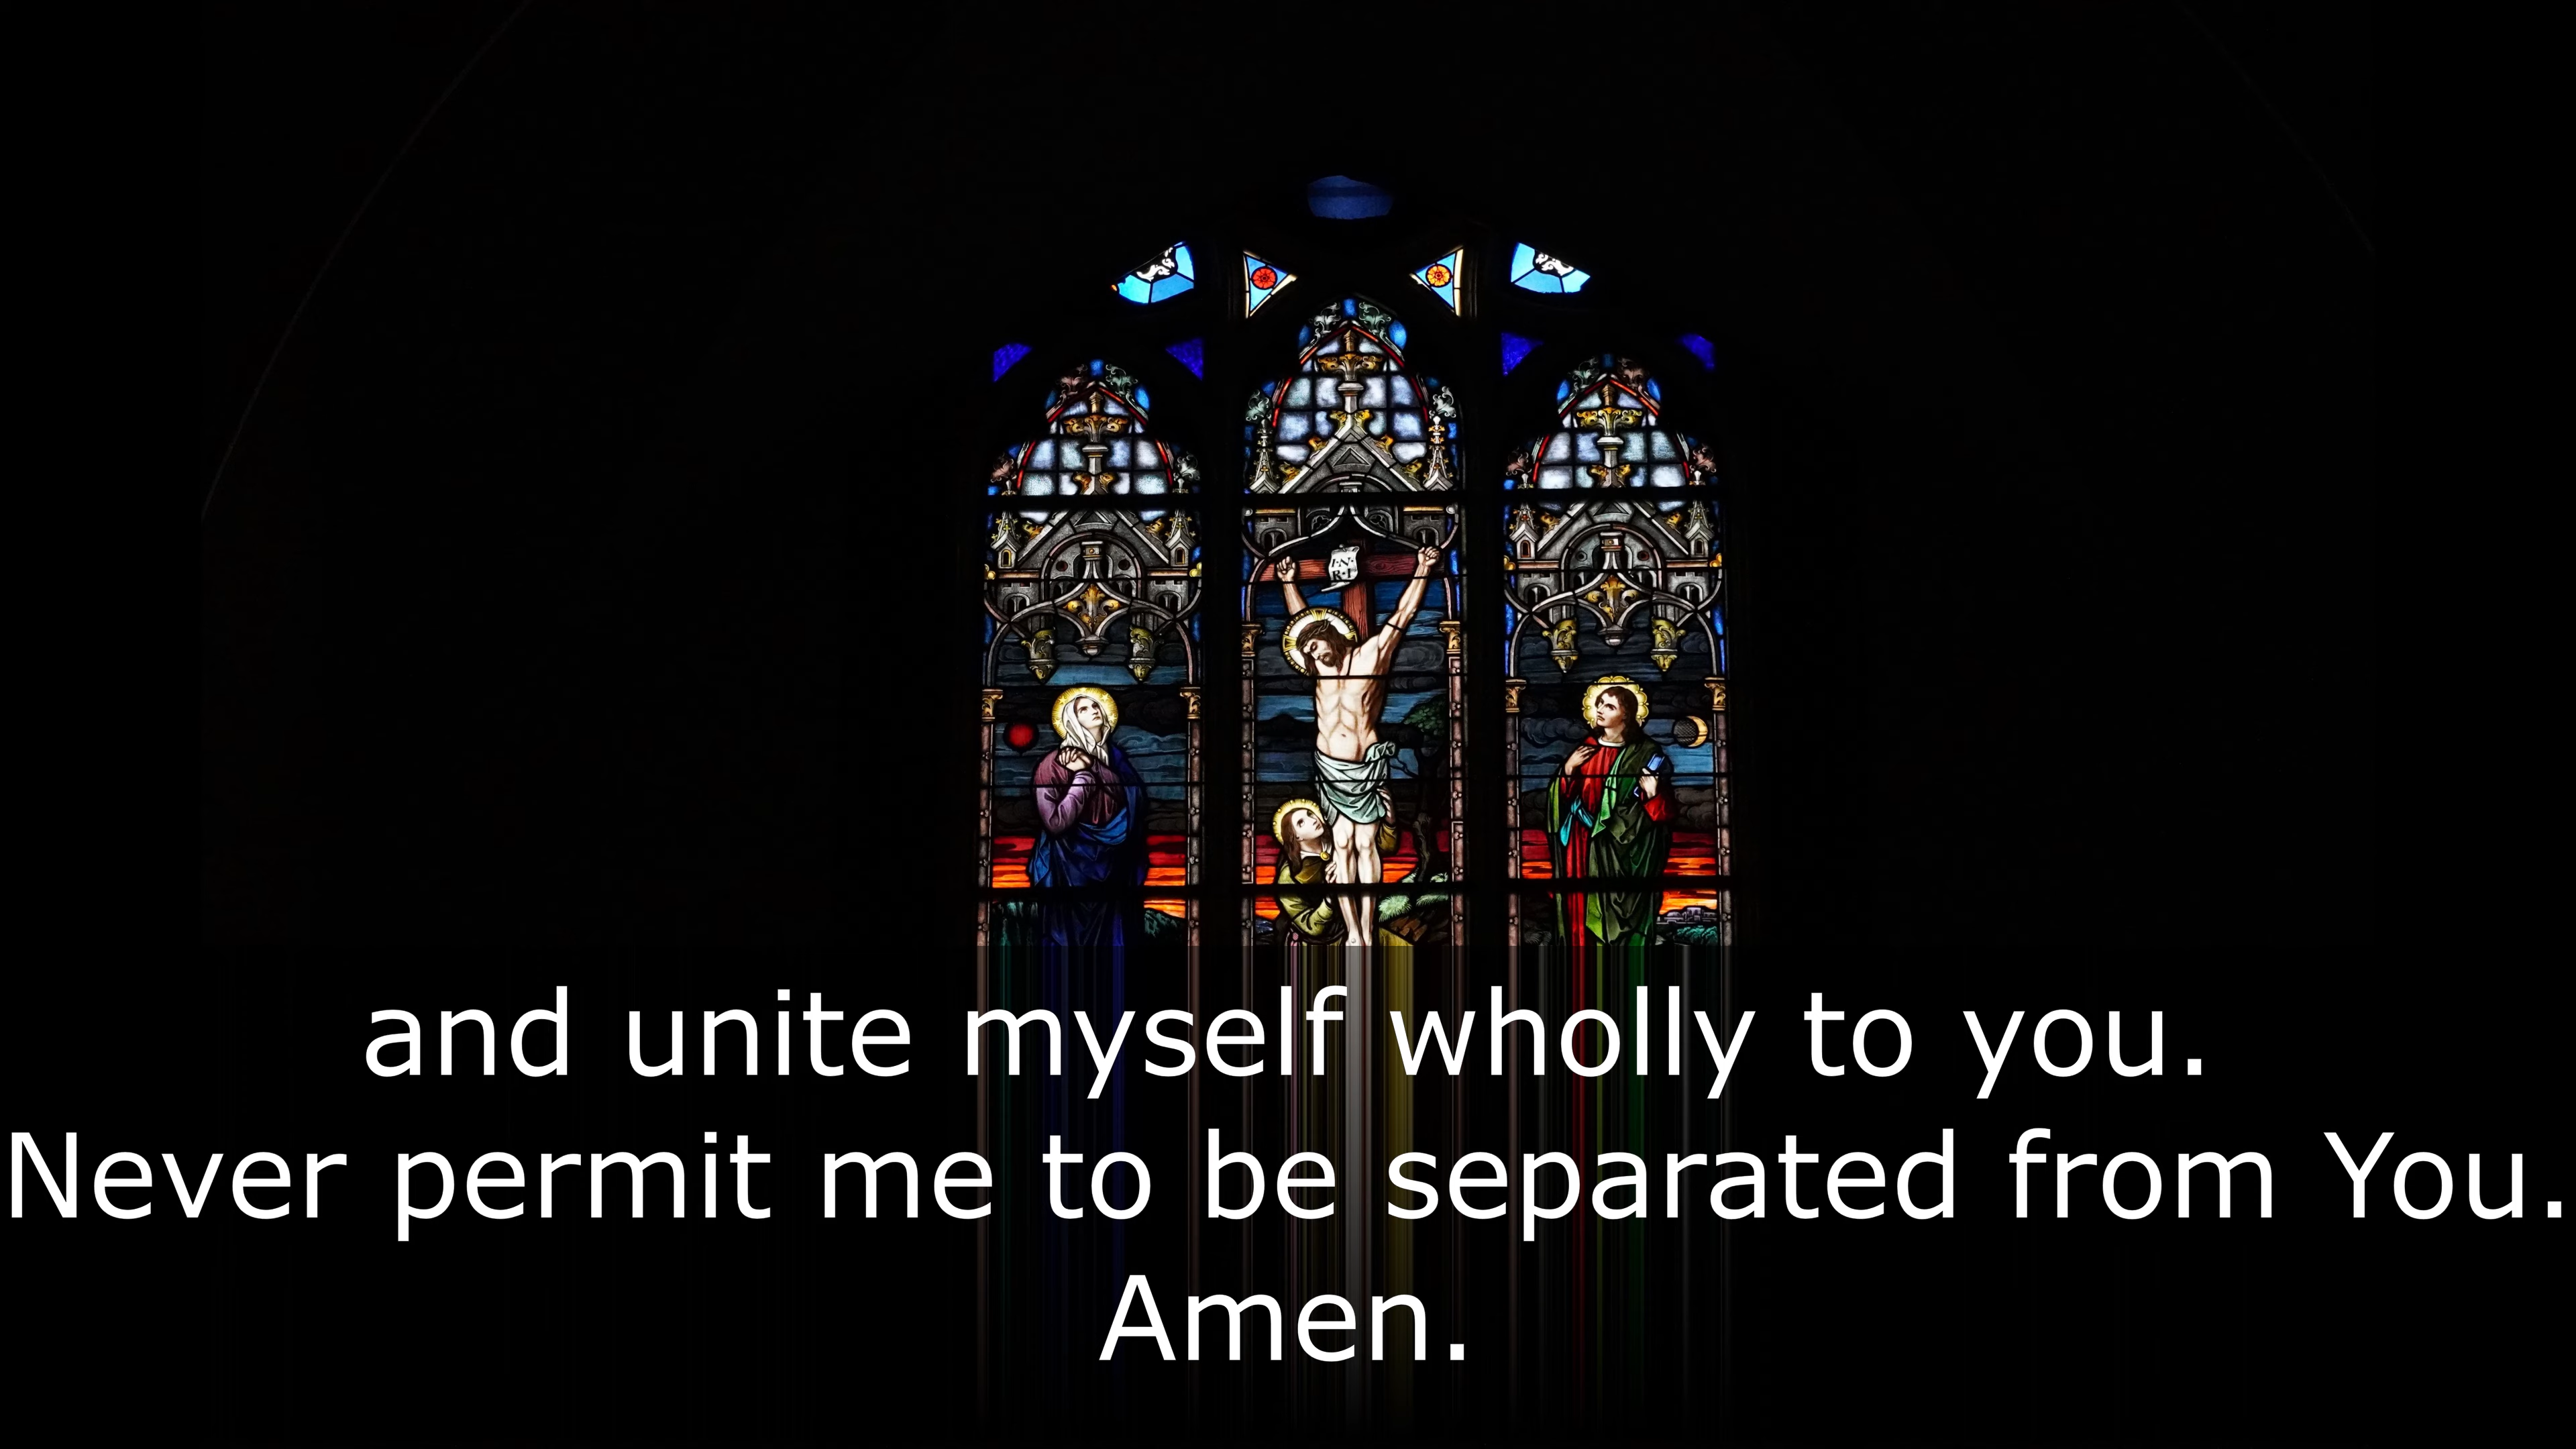 I·N·
R·I
and unite myself wholly to you.
Never permit me to be separated from You.
Amen.